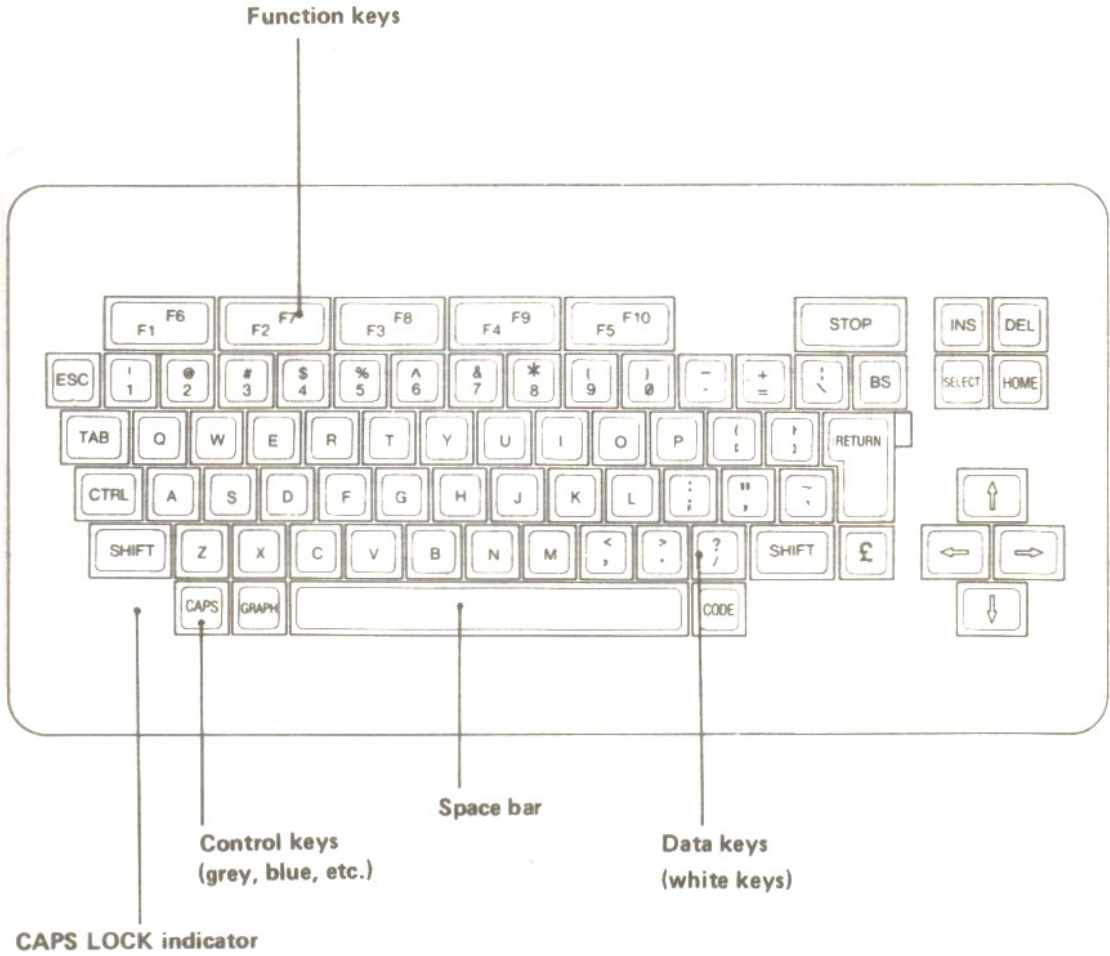 Function keys
F6
F1
F7
F2
F8
F3
F9
F4
F10
F5
STOP
INS
DEL
ESC
!
1
@
2
#
3
$
4
%
5
^
6
&
7
*
8
(
9
)
0
-
+
=
¦
\
BS
SELECT
HOME
TAB
Q
W
E
R
T
Y
U
I
O
P
RETURN
CTRL
A
S
D
F
G
H
J
K
L
:
;
"
,
~
SHIFT
Z
X
C
V
B
N
M
<
,
>
.
?
/
SHIFT
£
CAPS
GRAPH
CODE
Space bar
Control keys
(grey, blue, etc.)
Data keys
(white keys)
CAPS LOCK indicator